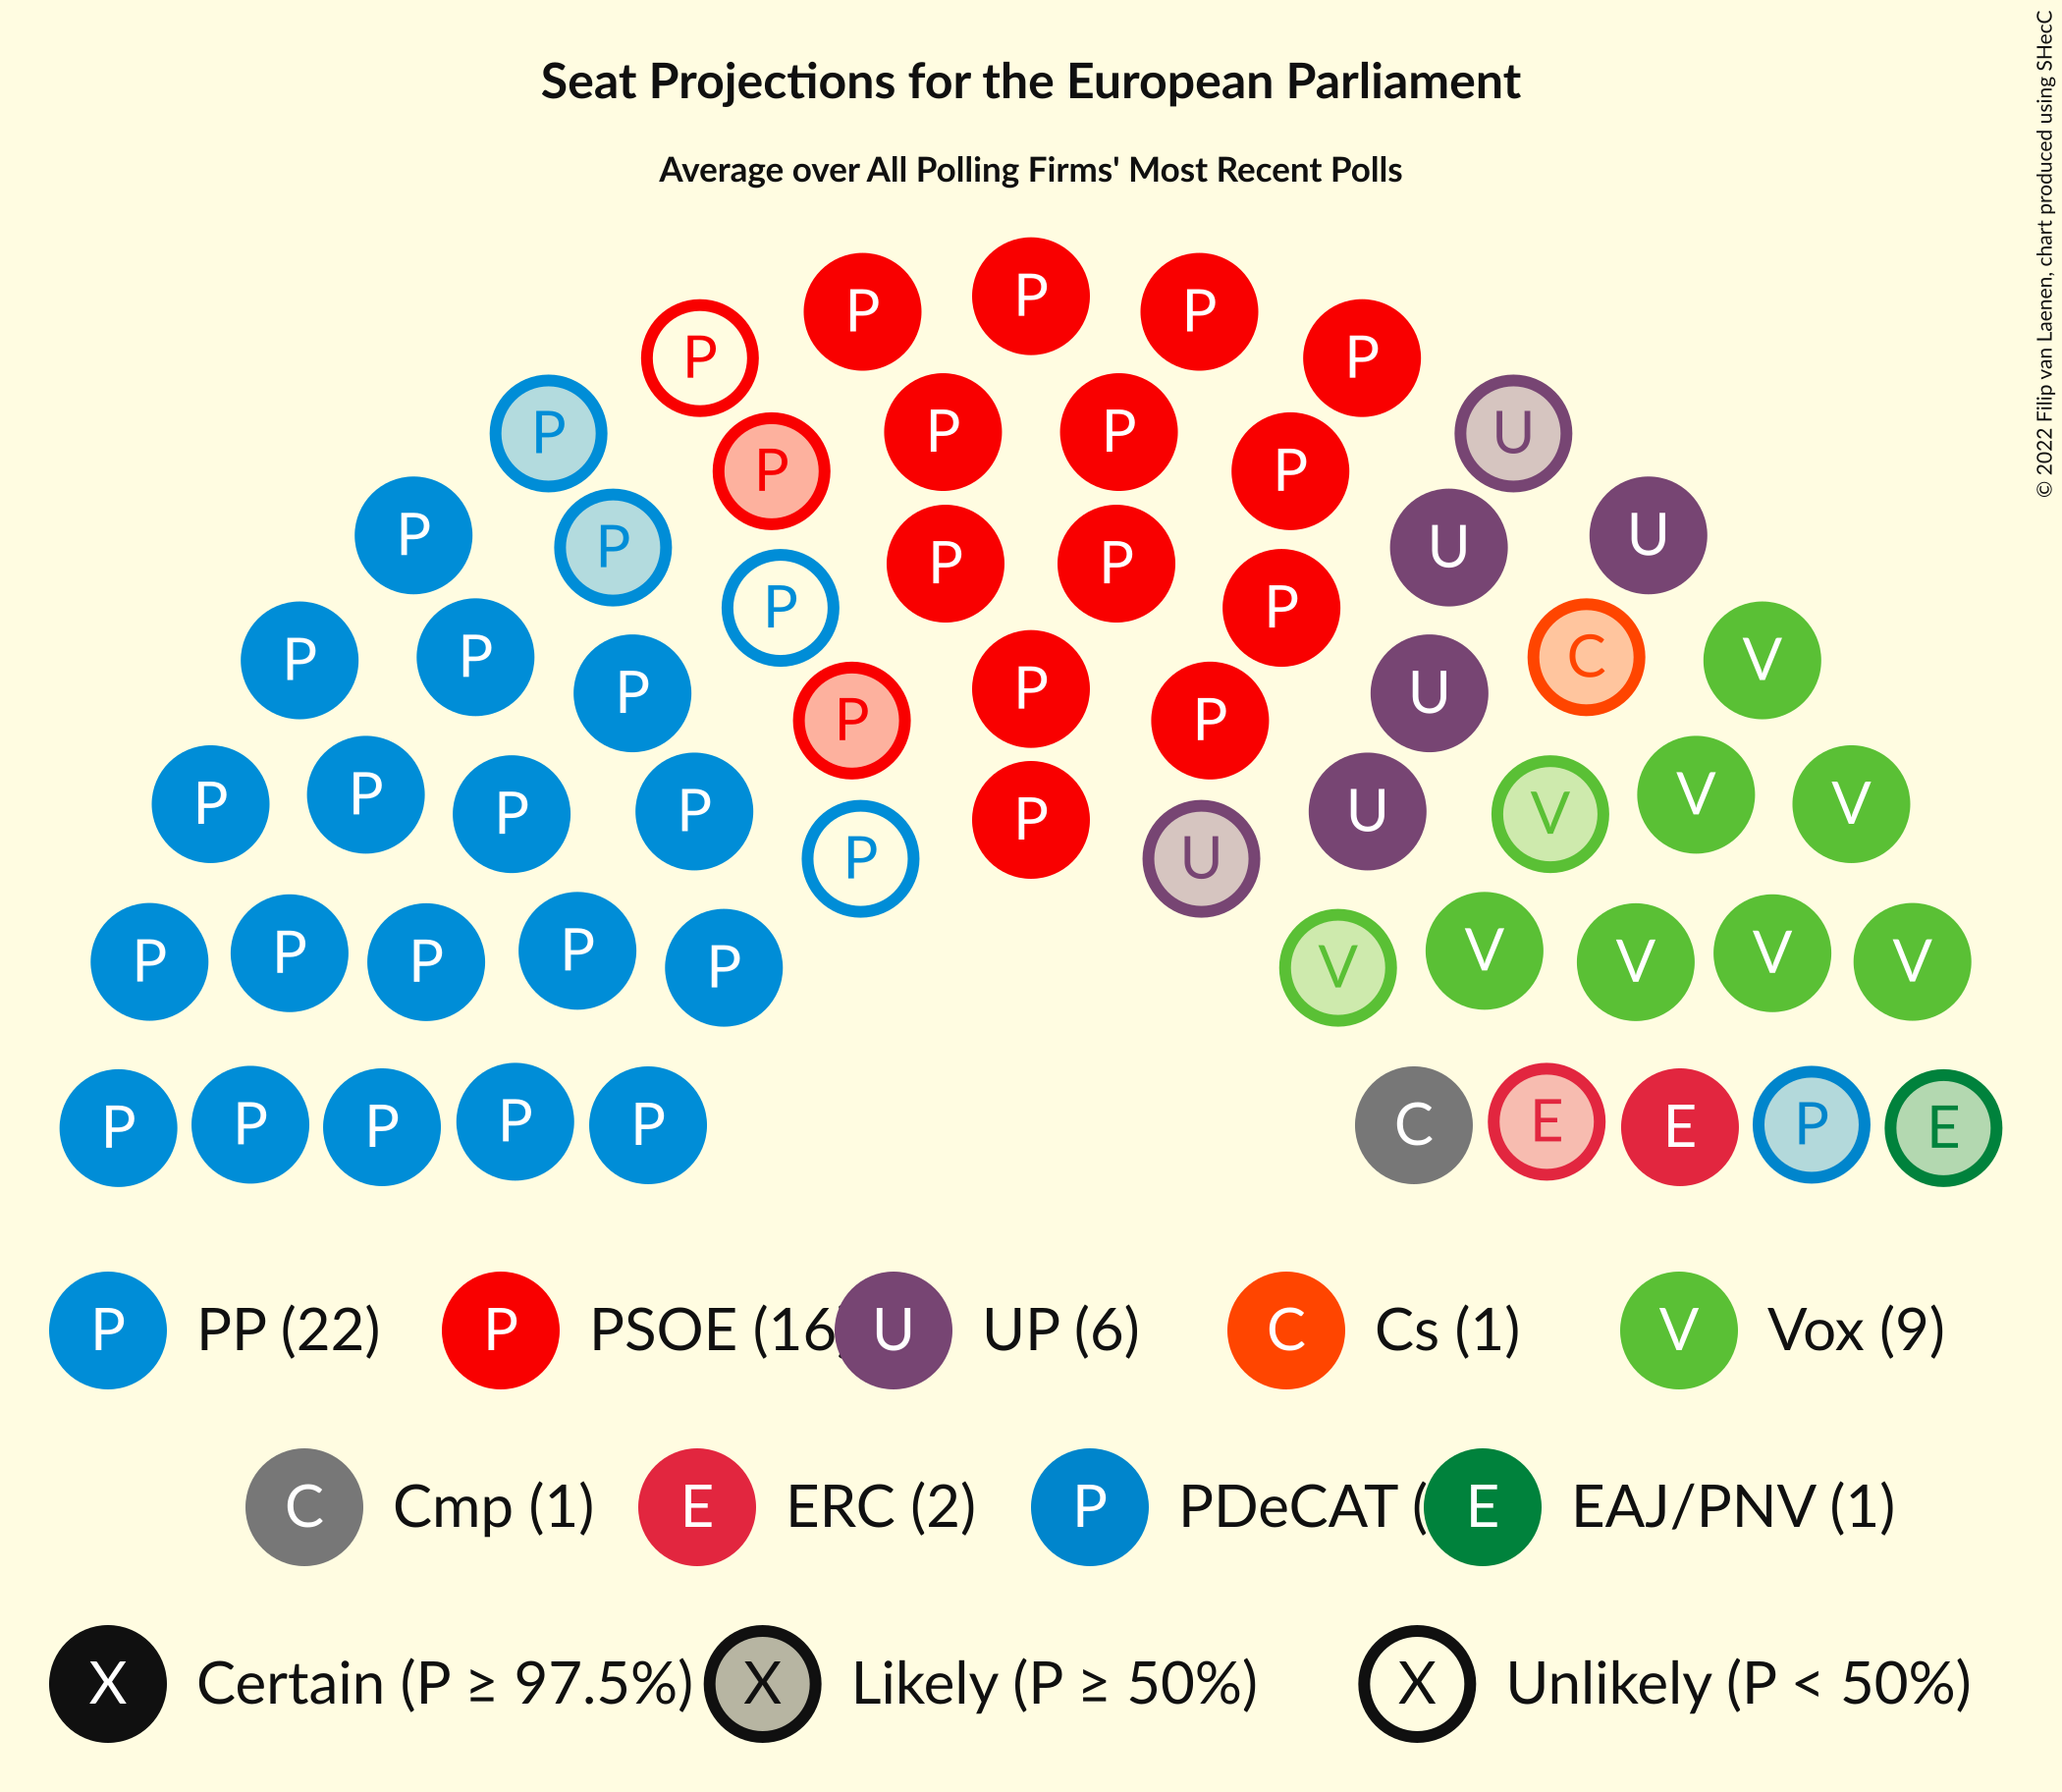 © 2022 Filip van Laenen, chart produced using SHecC
Seat Projections for the European Parliament
Average over All Polling Firms' Most Recent Polls
P
P P
P P
P P P U
P P
P P P P U U
P P
P P P P U C V
P P
P P P P P U V V V
P U
P P P P P V V V V V
P P P P P C E E P E
P PP (22) P PSOE (16 U UP (6) C Cs (1) V Vox (9)
C Cmp (1) E ERC (2) P PDeCAT ( E EAJ/PNV (1)
X Certain (P ≥ 97.5%) X Likely (P ≥ 50%) X Unlikely (P < 50%)